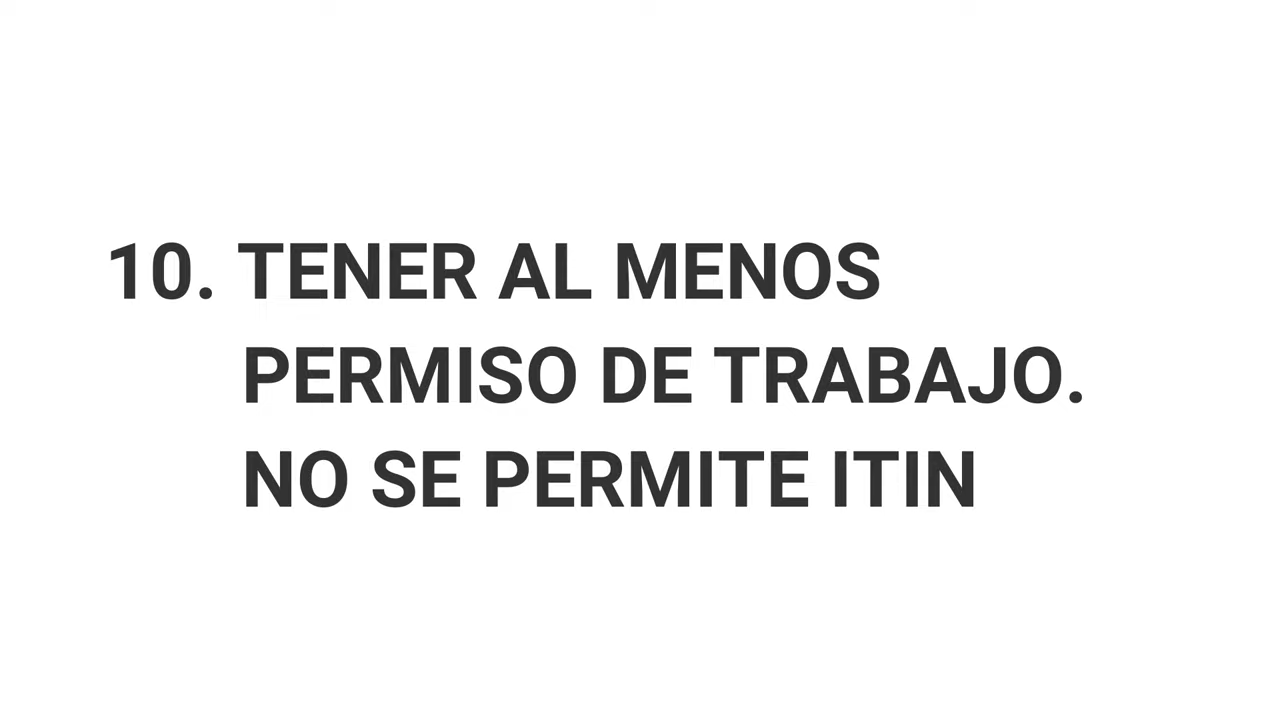 10. TENER AL MENOS
PERMISO DE TRABAJO.
NO SE PERMITE ITIN